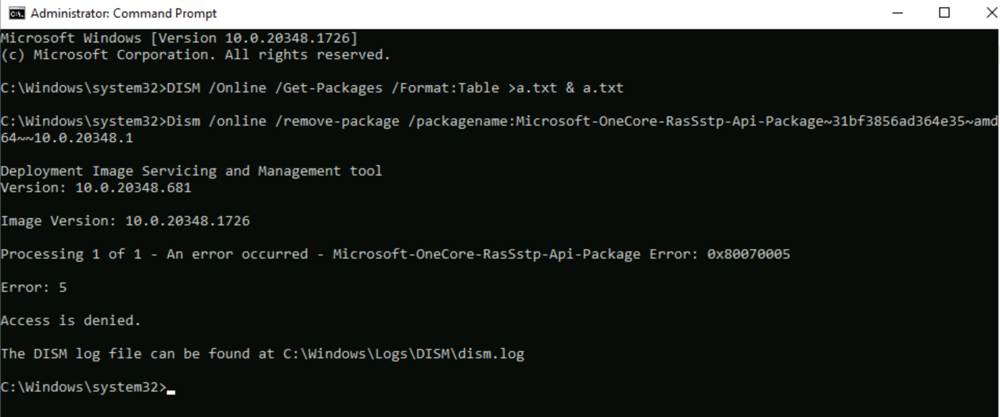 Administrator: Command Prompt
Microsoft Windows [Version 10.0.20348.1726]
(c) Microsoft Corporation. All rights reserved.
C:\Windows\system32>DISM /Online /Get-Packages /Format:Table >a.txt & a.txt
C:\Windows\system32>Dism /online /remove-package /packagename:Microsoft-OneCore-RasSstp-Api-Package~31bf3856ad364e35~amd
64~~10.0.20348.1
Deployment Image Servicing and Management tool
Version: 10.0.20348.681
Image Version: 10.0.20348.1726
Processing 1 of 1 - An error occurred - Microsoft-OneCore-RasSstp-Api-Package Error: 0x80070005
Error: 5
Access is denied.
The DISM log file can be found at C:\Windows\Logs\DISM\dism.log
C:\Windows\system32>